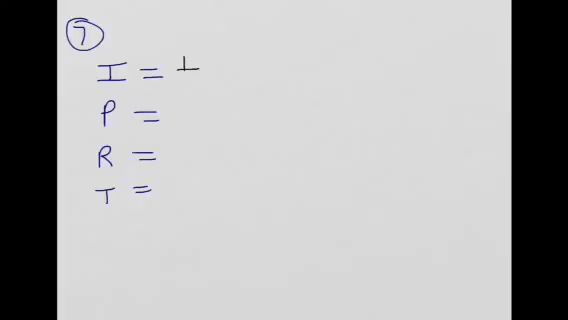 7
I =
P =
R =
T =